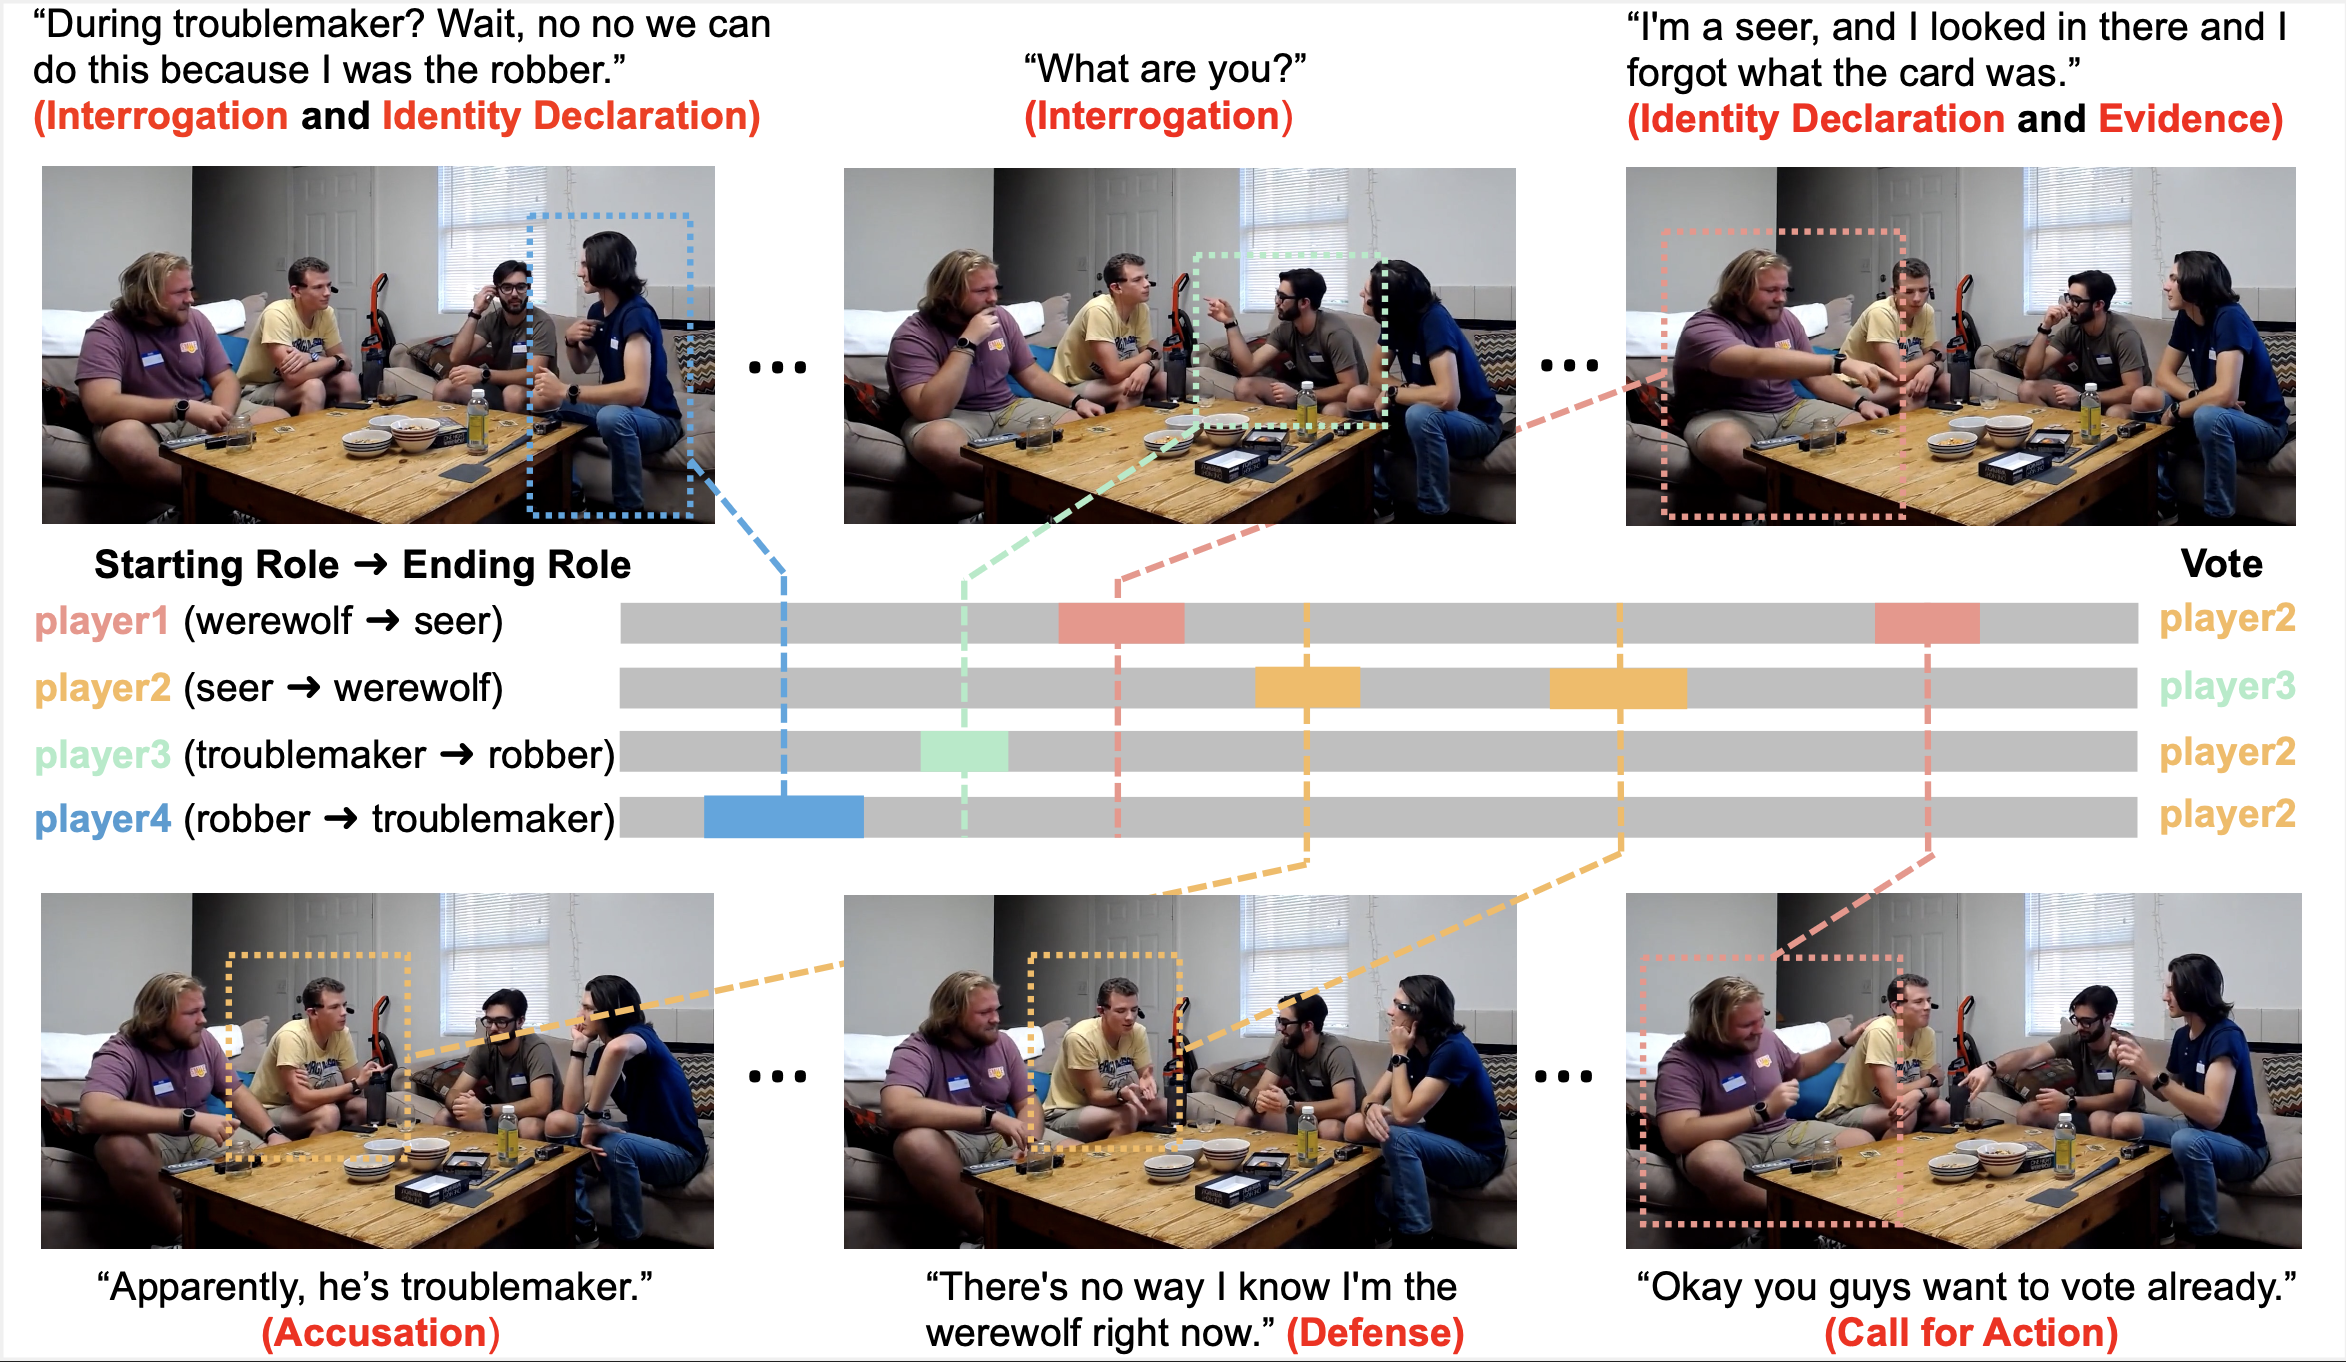 “During troublemaker? Wait, no no we can
do this because I was the robber.”
(Interrogation and Identity Declaration)
“What are you?”
(Interrogation)
“I'm a seer, and I looked in there and I
forgot what the card was.”
(Identity Declaration and Evidence)
...
...
Starting Role → Ending Role
Vote
player1 (werewolf → seer)
player2
player2 (seer → werewolf)
player3
player3 (troublemaker → robber)
player2
player4 (robber → troublemaker)
player2
...
...
“Apparently, he’s troublemaker.”
(Accusation)
“There's no way I know I'm the
werewolf right now.” (Defense)
“Okay you guys want to vote already.”
(Call for Action)